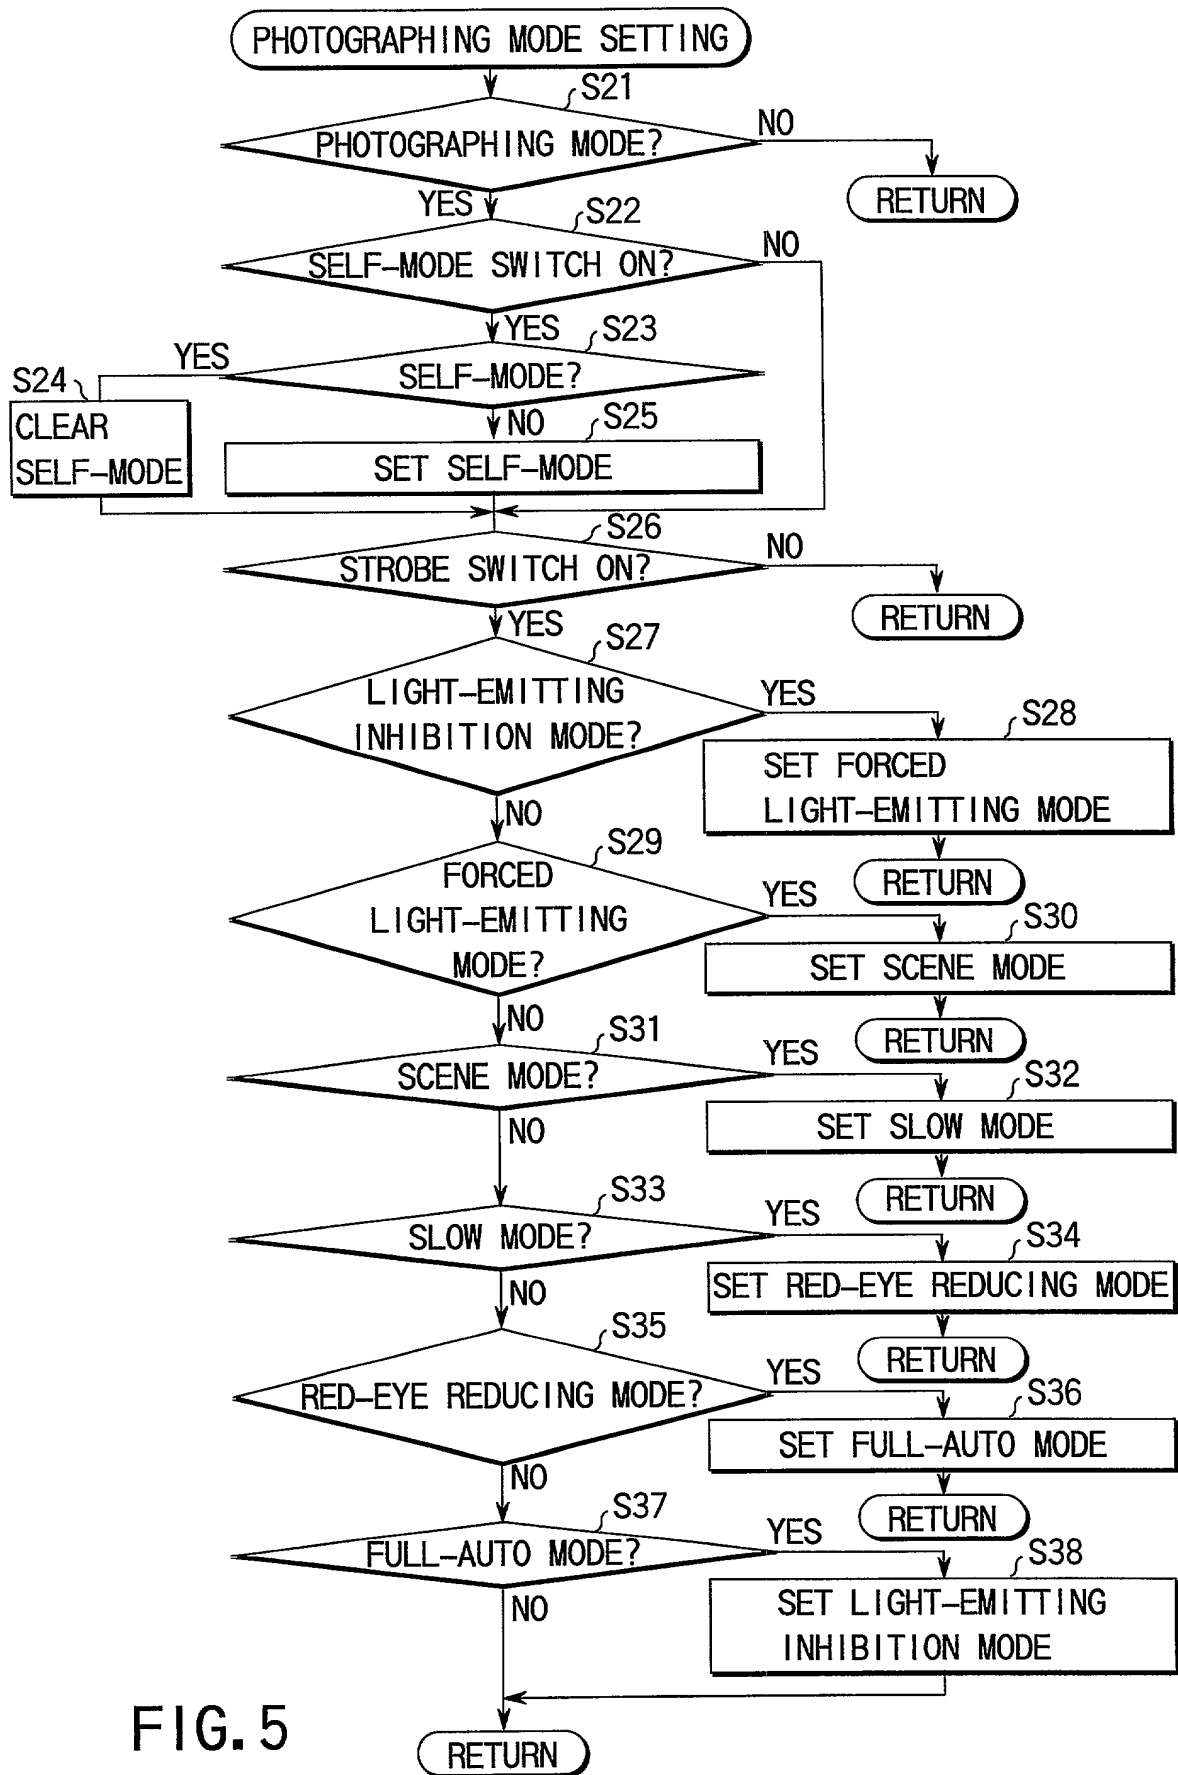 PHOTOGRAPHING MODE SETTING
S21
PHOTOGRAPHING MODE?
NO
RETURN
YES
S22
SELF-MODE SWITCH ON?
NO
YES
S23
SELF-MODE?
YES
S24
CLEAR
SELF-MODE
NO
S25
SET SELF-MODE
S26
STROBE SWITCH ON?
NO
RETURN
YES
S27
LIGHT-EMITTING
INHIBITION MODE?
YES
S28
SET FORCED
LIGHT-EMITTING MODE
RETURN
NO
S29
FORCED
LIGHT-EMITTING
MODE?
YES
S30
SET SCENE MODE
RETURN
NO
S31
SCENE MODE?
YES
S32
SET SLOW MODE
RETURN
NO
S33
SLOW MODE?
YES
S34
SET RED-EYE REDUCING MODE
RETURN
NO
S35
RED-EYE REDUCING MODE?
YES
S36
SET FULL-AUTO MODE
RETURN
NO
S37
FULL-AUTO MODE?
YES
S38
SET LIGHT-EMITTING
INHIBITION MODE
NO
RETURN
FIG.5